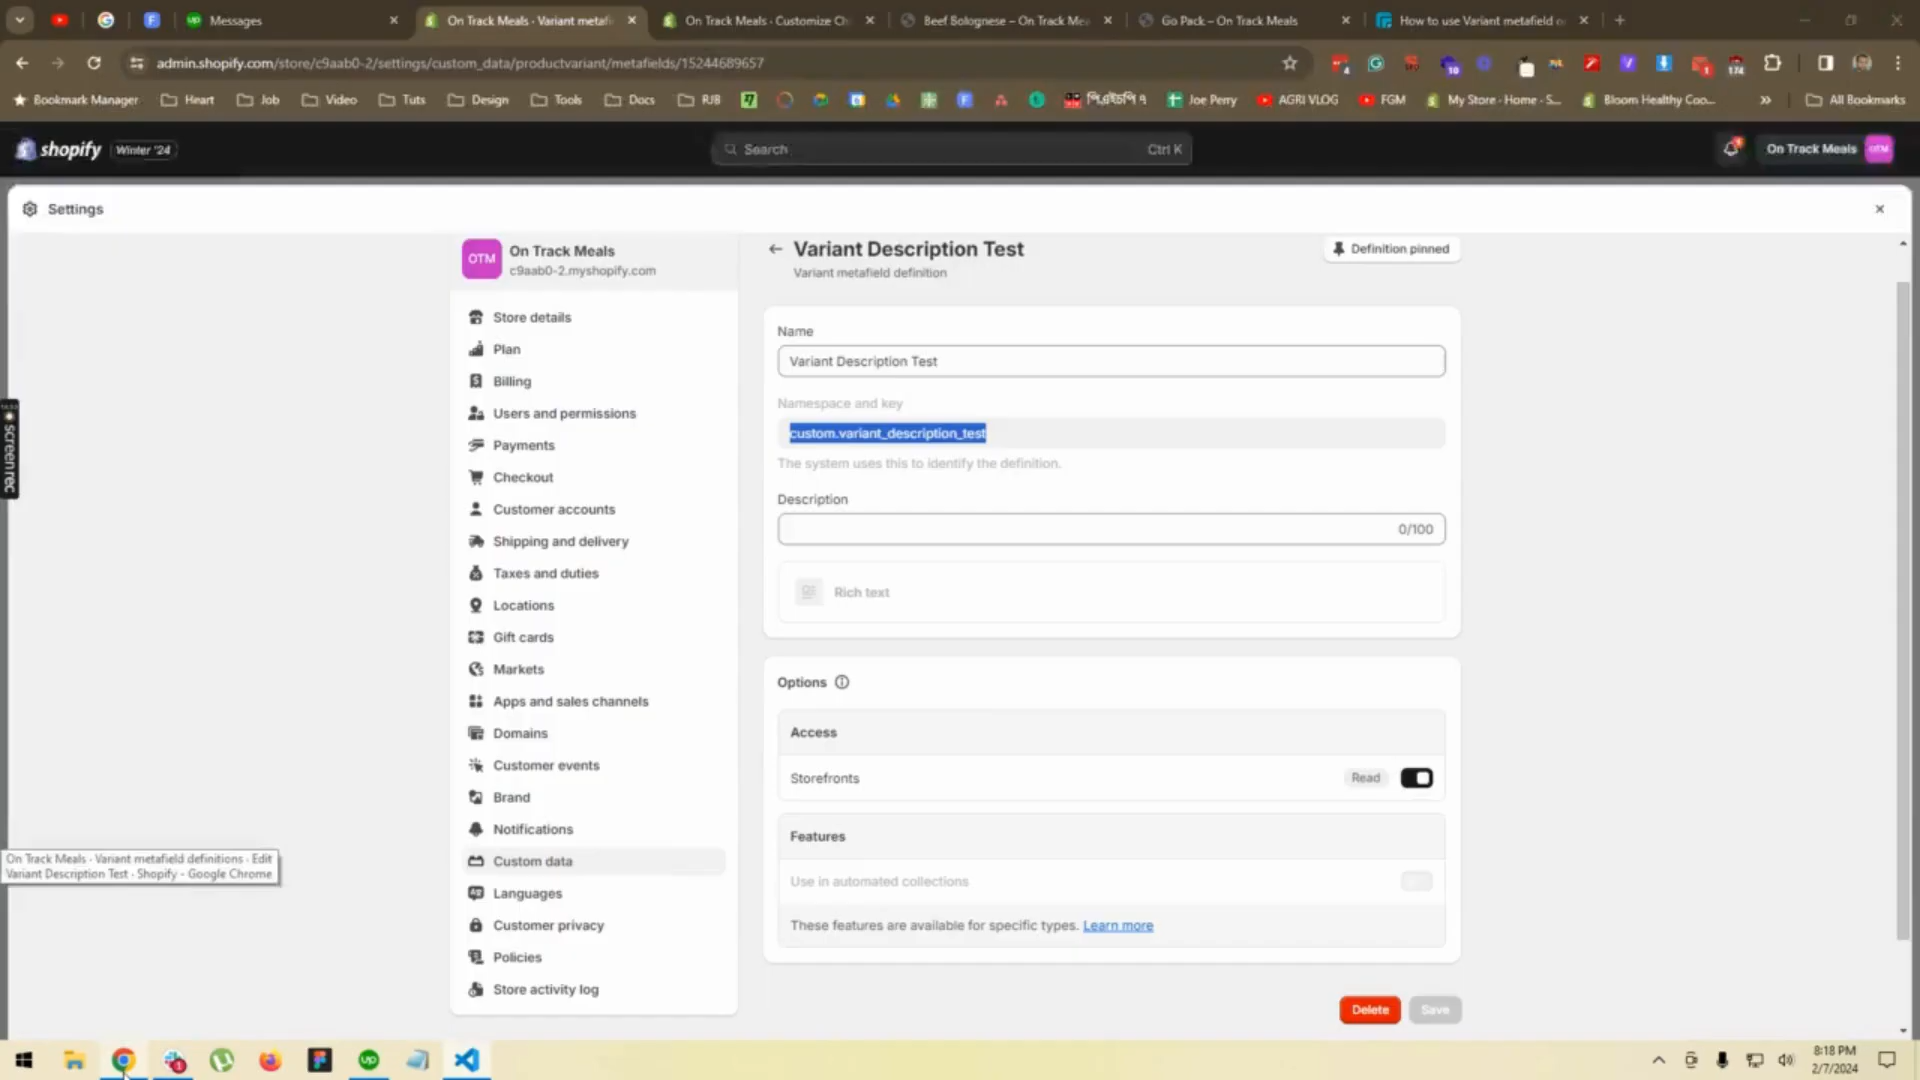 Messages
On Track Meals · Variant metafi
On Track Meals · Customize Ch
Beef Bolognese – On Track Mea
Go Pack – On Track Meals
How to use Variant metafield o
admin.shopify.com/store/c9aab0-2/settings/custom_data/productvariant/metafields/15244689657
Bookmark Manager
Heart
Job
Video
Tuts
Design
Tools
Docs
RJB
Joe Perry
AGRI VLOG
FGM
My Store · Home · S...
Bloom Healthy Coo...
All Bookmarks
shopify
Winter '24
Search
Ctrl K
On Track Meals
OTM
Settings
OTM
On Track Meals
c9aab0-2.myshopify.com
Store details
Plan
Billing
Users and permissions
Payments
Checkout
Customer accounts
Shipping and delivery
Taxes and duties
Locations
Gift cards
Markets
Apps and sales channels
Domains
Customer events
Brand
Notifications
Custom data
Languages
Customer privacy
Policies
Store activity log
Variant Description Test
Variant metafield definition
Definition pinned
Name
Variant Description Test
Namespace and key
custom.variant_description_test
The system uses this to identify the definition.
Description
0/100
Rich text
Options
Access
Storefronts
Read
Features
Use in automated collections
These features are available for specific types. Learn more
Delete
Save
screenrec
On Track Meals · Variant metafield definitions · Edit
Variant Description Test · Shopify - Google Chrome
8:18 PM
2/7/2024